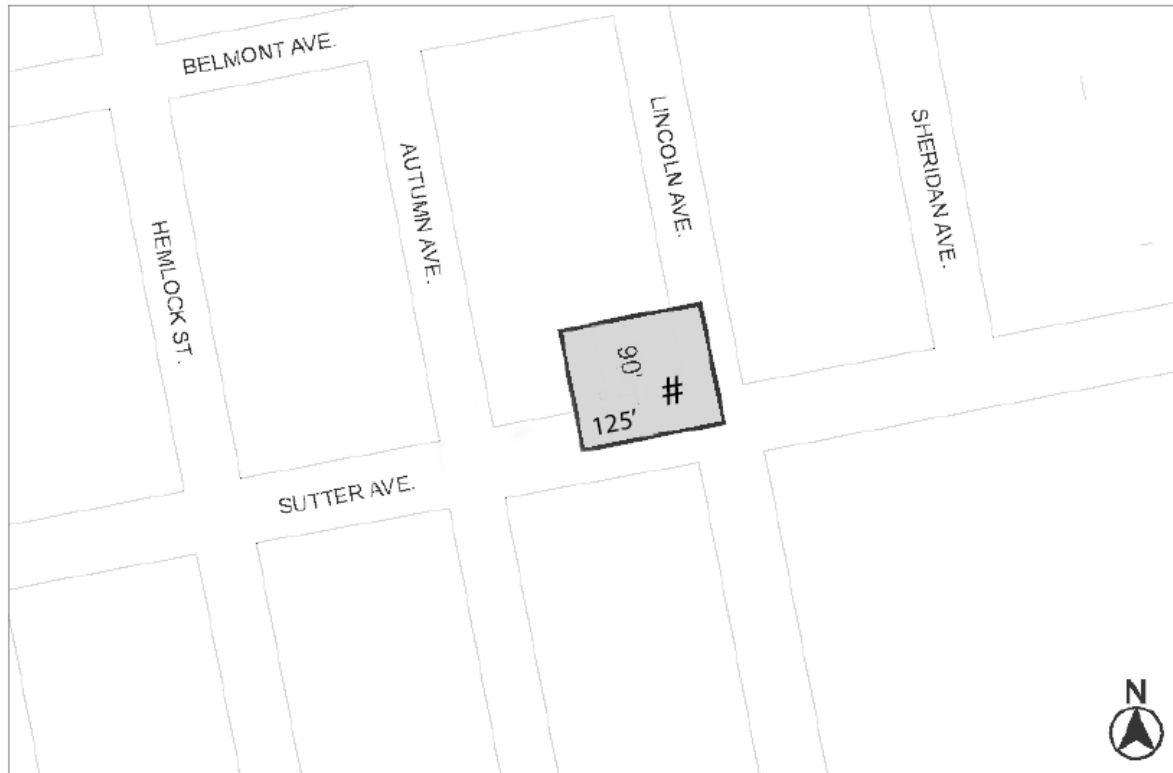 BELMONT AVE.
AUTUMN AVE.
LINCOLN AVE.
SHERIDAN AVE.
HEMLOCK ST.
90'
#
125'
SUTTER AVE.
N